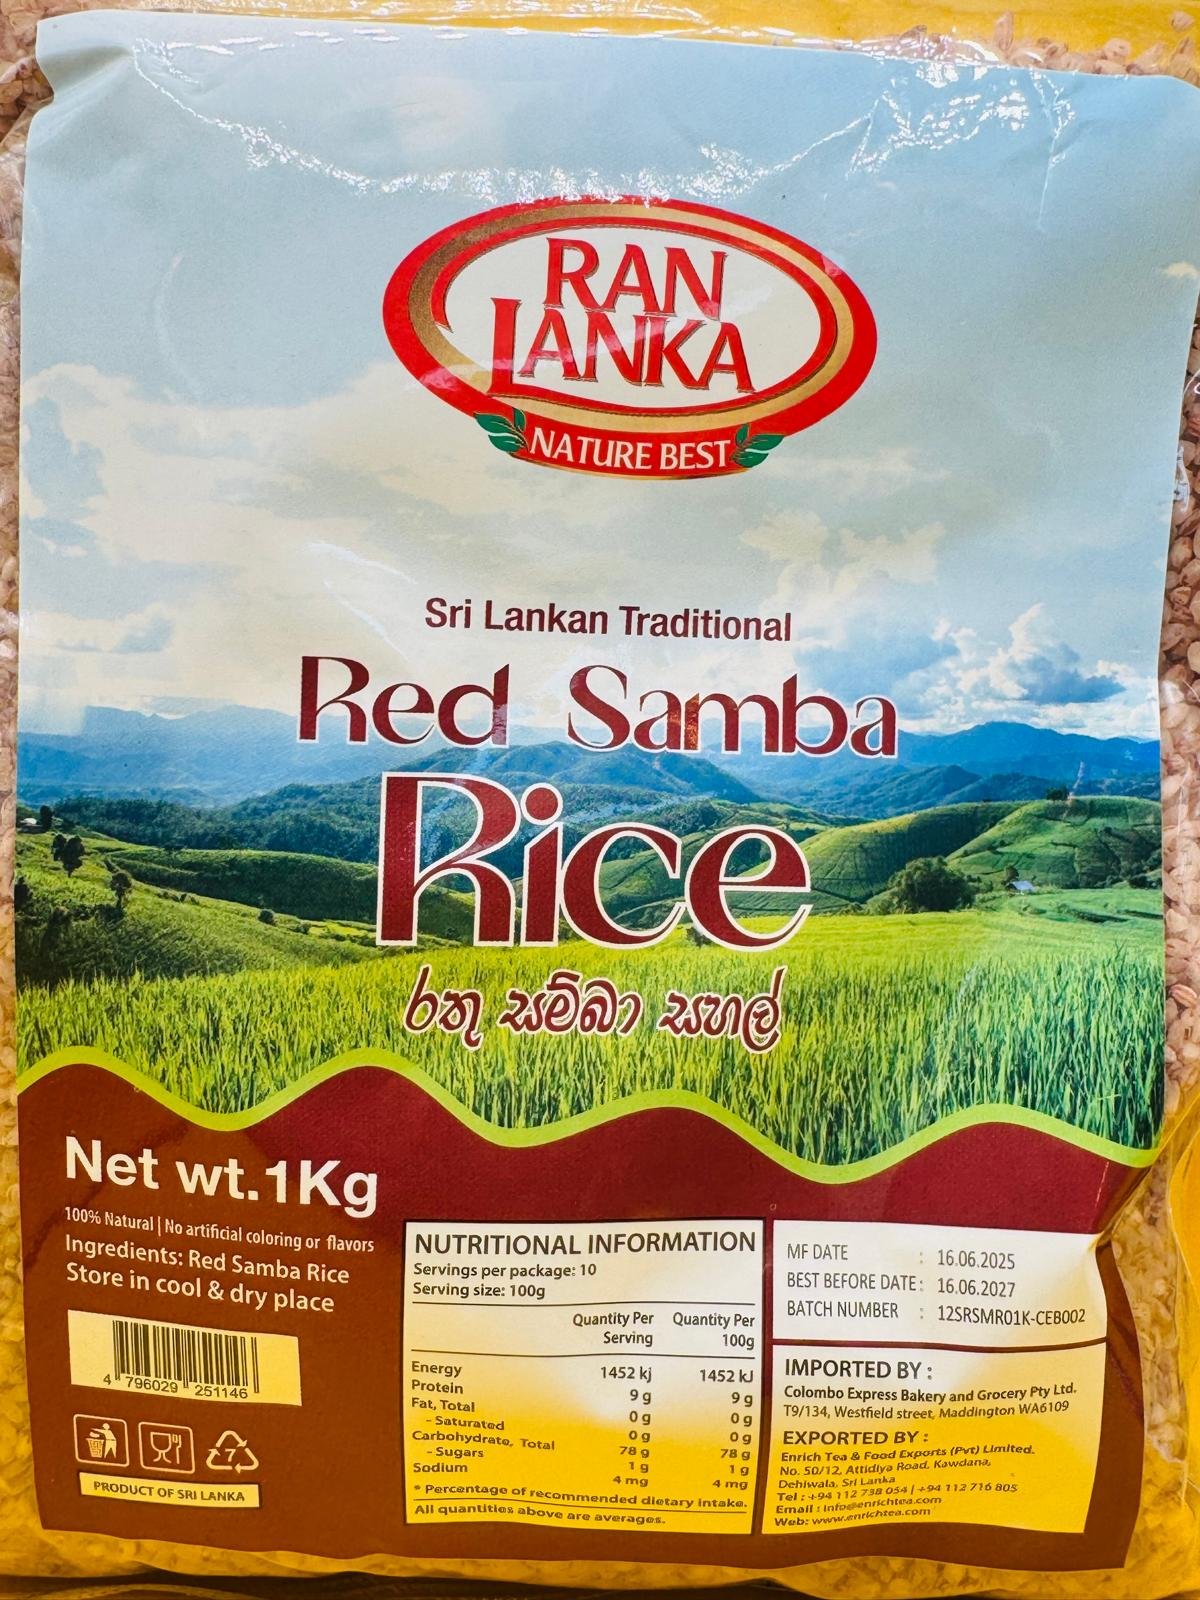 RAN
LANKA
NATURE BEST
Sri Lankan Traditional
Red Samba
Rice
රතු සම්බා සහල්
Net wt.1Kg
100% Natural | No artificial coloring or flavors
Ingredients: Red Samba Rice
Store in cool & dry place
4 796029 251146
7
PRODUCT OF SRI LANKA
NUTRITIONAL INFORMATION
Servings per package: 10
Serving size: 100g
Quantity Per Serving Quantity Per 100g
Energy 1452 kj 1452 kJ
Protein 9 g 9 g
Fat, Total 0 g 0 g
- Saturated 0 g 0 g
Carbohydrate, Total 78 g 78 g
- Sugars 1 g 1 g
Sodium 4 mg 4 mg
* Percentage of recommended dietary intake.
All quantities above are averages.
MF DATE : 16.06.2025
BEST BEFORE DATE : 16.06.2027
BATCH NUMBER : 12SRSMR01K-CEB002
IMPORTED BY :
Colombo Express Bakery and Grocery Pty Ltd.
T9/134, Westfield street, Maddington WA6109
EXPORTED BY :
Enrich Tea & Food Exports (Pvt) Limited.
No. 50/12, Attidiya Road, Kawdana,
Dehiwala, Sri Lanka
Tel : +94 112 738 054 | +94 112 716 805
Email : info@enrichtea.com
Web: www.enrichtea.com